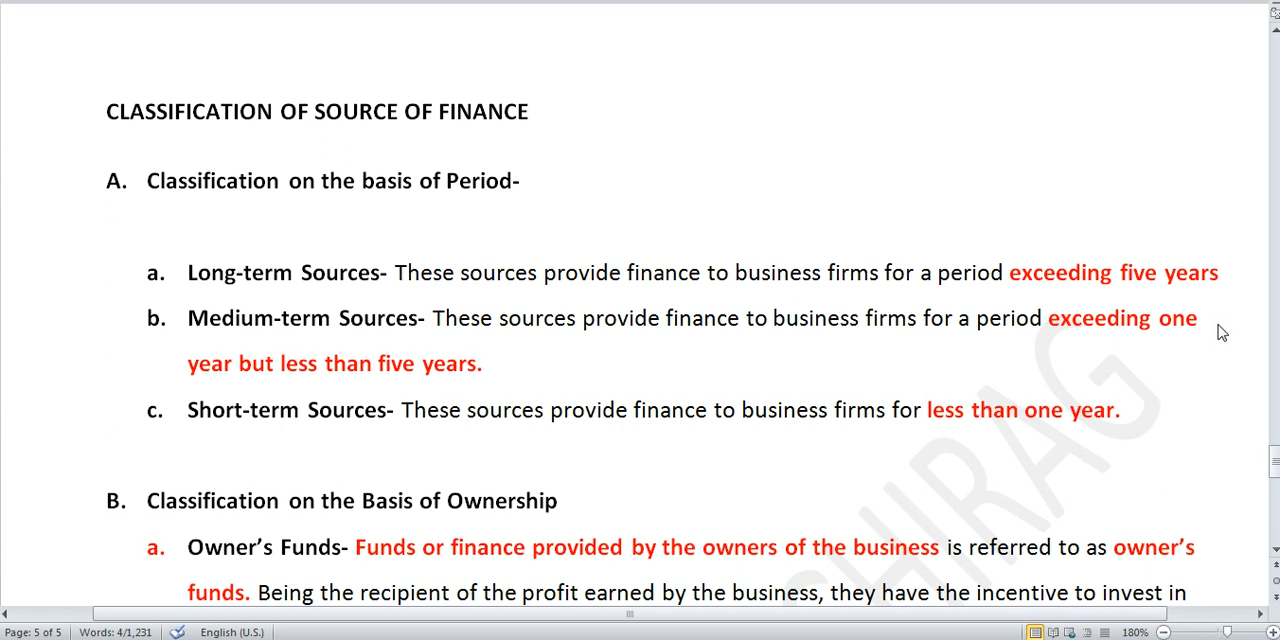 CLASSIFICATION OF SOURCE OF FINANCE
A. Classification on the basis of Period-
a. Long-term Sources- These sources provide finance to business firms for a period exceeding five years
b. Medium-term Sources- These sources provide finance to business firms for a period exceeding one
year but less than five years.
c. Short-term Sources- These sources provide finance to business firms for less than one year.
B. Classification on the Basis of Ownership
a. Owner’s Funds- Funds or finance provided by the owners of the business is referred to as owner’s
funds. Being the recipient of the profit earned by the business, they have the incentive to invest in
CHIRAG
Page: 5 of 5 Words: 4/1,231 English (U.S.) 180%